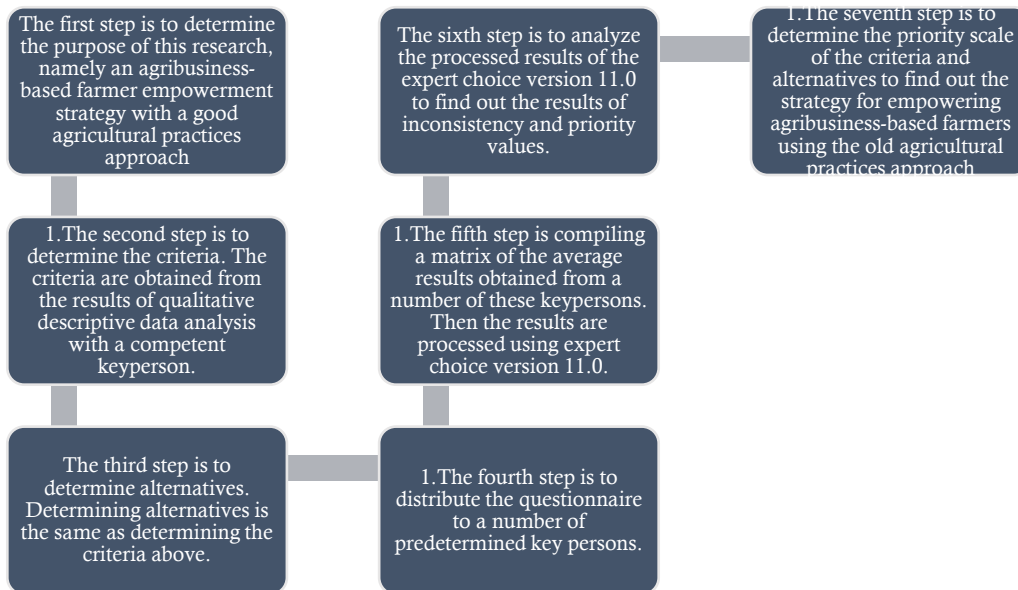 The first step is to determine
the purpose of this research,
namely an agribusiness-
based farmer empowerment
strategy with a good
agricultural practices
approach
1.The second step is to
determine the criteria. The
criteria are obtained from
the results of qualitative
descriptive data analysis
with a competent
keyperson.
The third step is to
determine alternatives.
Determining alternatives is
the same as determining the
criteria above.
1.The fourth step is to
distribute the questionnaire
to a number of
predetermined key persons.
1.The fifth step is compiling
a matrix of the average
results obtained from a
number of these keypersons.
Then the results are
processed using expert
choice version 11.0.
The sixth step is to analyze
the processed results of the
expert choice version 11.0
to find out the results of
inconsistency and priority
values.
1.The seventh step is to
determine the priority scale
of the criteria and
alternatives to find out the
strategy for empowering
agribusiness-based farmers
using the old agricultural
practices approach